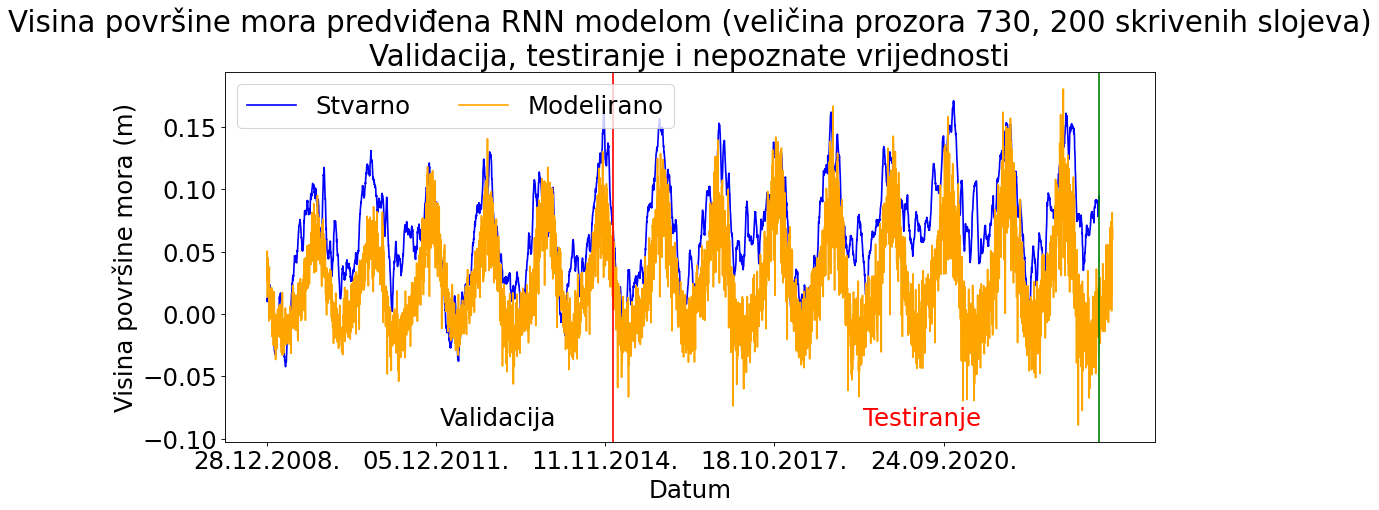 Visina površine mora predviđena RNN modelom (veličina prozora 730, 200 skrivenih slojeva)
Validacija, testiranje i nepoznate vrijednosti
Stvarno
Modelirano
Visina površine mora (m)
0.15
0.10
0.05
0.00
−0.05
−0.10
Validacija
Testiranje
28.12.2008.
05.12.2011.
11.11.2014.
18.10.2017.
24.09.2020.
Datum